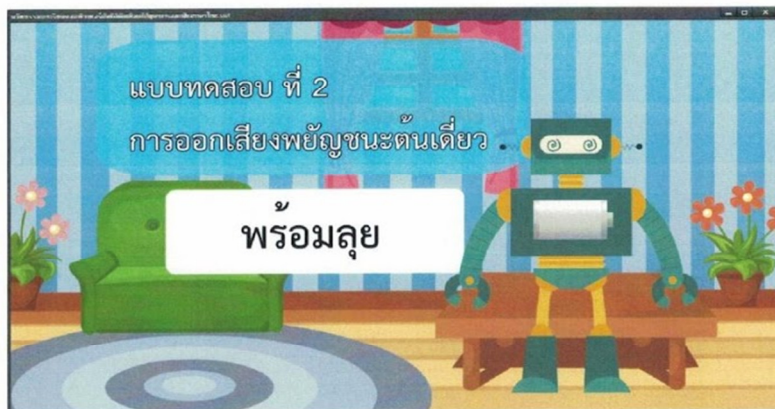 แบบทดสอบ ที่ 2
การออกเสียงพยัญชนะต้นเดี่ยว
พร้อมลุย